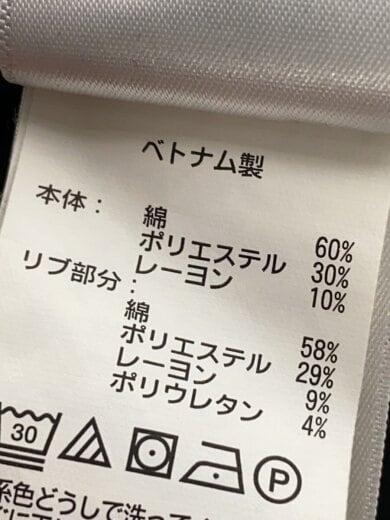 ベトナム製
本体：
綿 60%
ポリエステル 30%
レーヨン 10%
リブ部分：
綿 58%
ポリエステル 29%
レーヨン 9%
ポリウレタン 4%
30
P
系色どうしで洗って